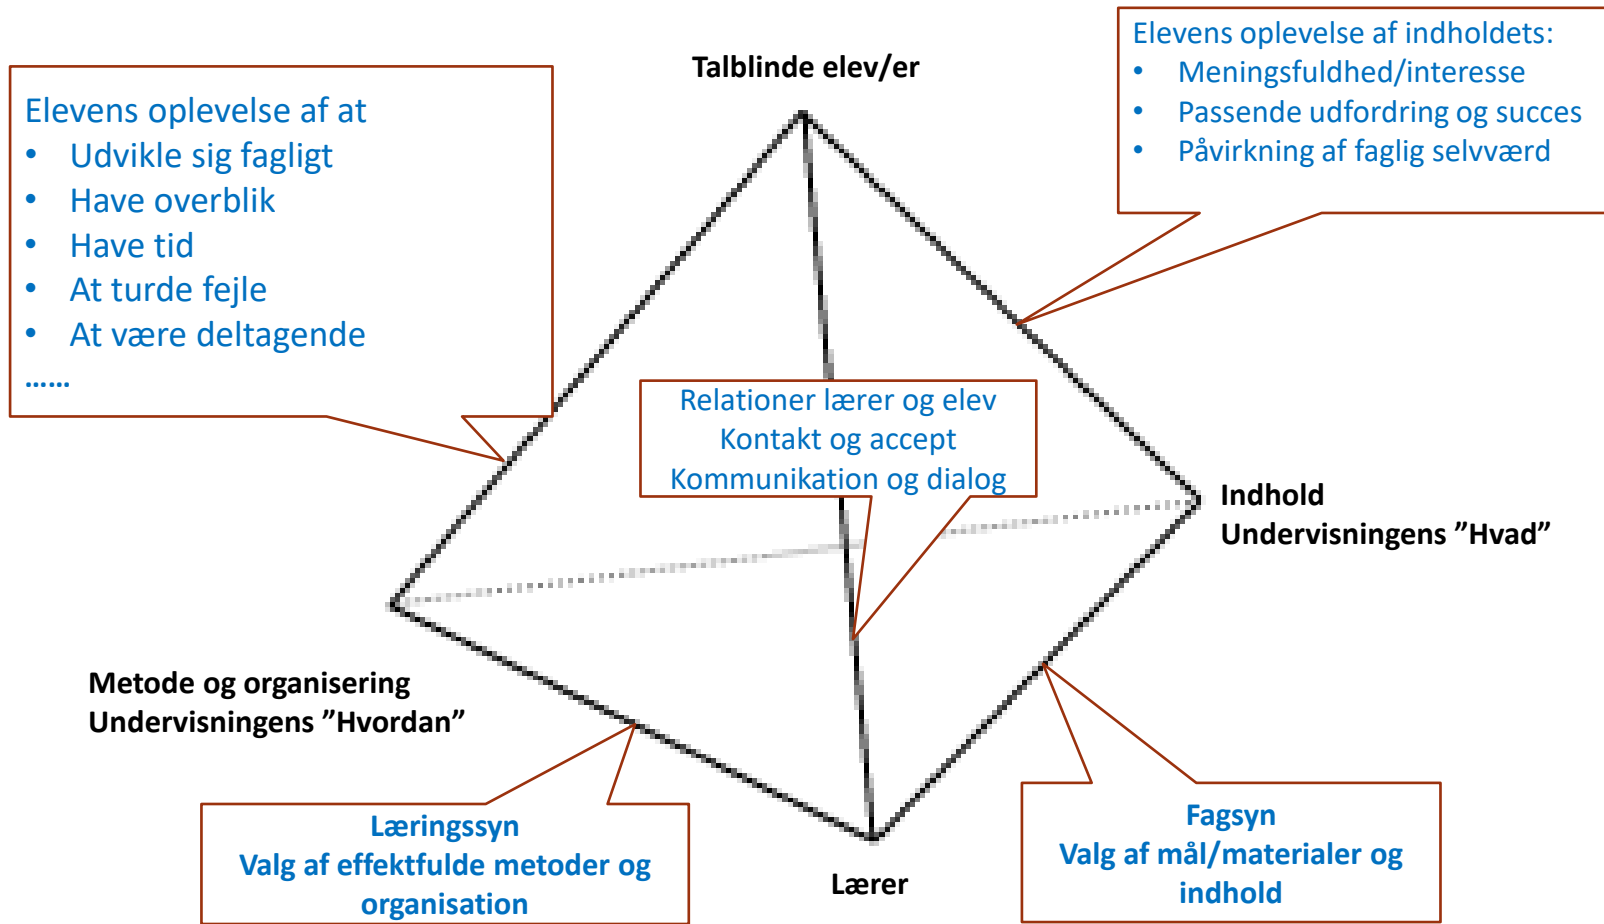 Talblinde elev/er
Elevens oplevelse af at
• Udvikle sig fagligt
• Have overblik
• Have tid
• At turde fejle
• At være deltagende
......
Elevens oplevelse af indholdets:
• Meningsfuldhed/interesse
• Passende udfordring og succes
• Påvirkning af faglig selvværd
Relationer lærer og elev
Kontakt og accept
Kommunikation og dialog
Indhold
Undervisningens ”Hvad”
Metode og organisering
Undervisningens ”Hvordan”
Læringssyn
Valg af effektfulde metoder og
organisation
Lærer
Fagsyn
Valg af mål/materialer og
indhold